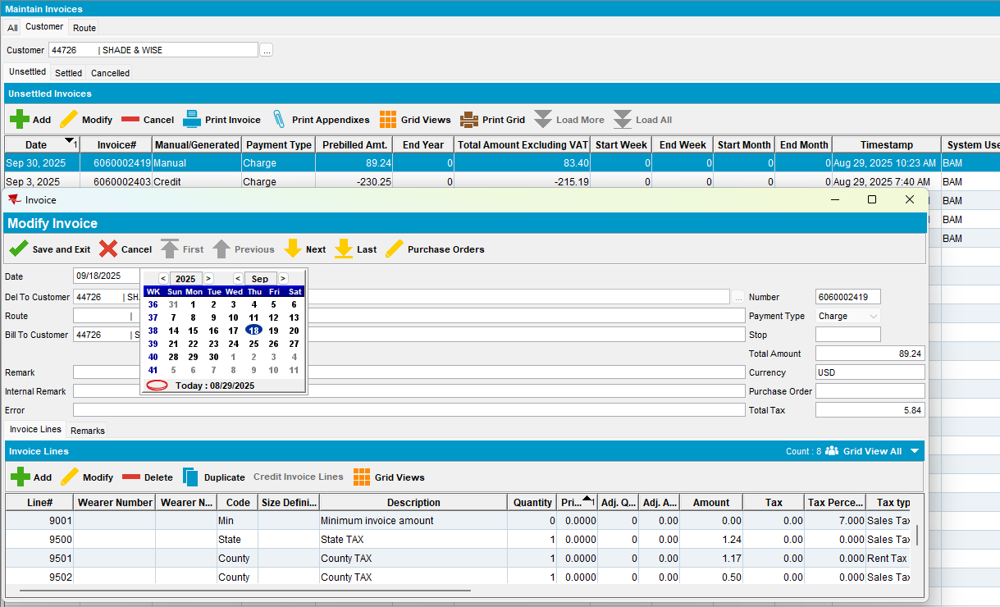 Maintain Invoices
All Customer Route
Customer 44726 | SHADE & WISE ...
Unsettled Settled Cancelled
Unsettled Invoices
Add Modify Cancel Print Invoice Print Appendixes Grid Views Print Grid Load More Load All
Date 1 Invoice# Manual/Generated Payment Type Prebilled Amt. End Year Total Amount Excluding VAT Start Week End Week Start Month End Month Timestamp System Use
Sep 30, 2025 6060002419 Manual Charge 89.24 0 83.40 0 0 0 0 Aug 29, 2025 10:23 AM BAM
Sep 3, 2025 6060002403 Credit Charge -230.25 0 -215.19 0 0 0 0 Aug 29, 2025 7:40 AM BAM
Invoice
BAM
Modify Invoice
BAM
BAM
Save and Exit Cancel First Previous Next Last Purchase Orders
Date 09/18/2025
< 2025 > < Sep >
WK Sun Mon Tue Wed Thu Fri Sat
36 31 1 2 3 4 5 6
37 7 8 9 10 11 12 13
38 14 15 16 17 18 19 20
39 21 22 23 24 25 26 27
40 28 29 30 1 2 3 4
41 5 6 7 8 9 10 11
Today : 08/29/2025
Del To Customer 44726 | SH ... Number 6060002419
Route | Payment Type Charge
Bill To Customer 44726 | S Stop
Total Amount 89.24
Remark Currency USD
Internal Remark Purchase Order
Error Total Tax 5.84
Invoice Lines Remarks
Invoice Lines Count : 8 Grid View All
Add Modify Delete Duplicate Credit Invoice Lines Grid Views
Line# Wearer Number Wearer N... Code Size Defini... Description Quantity Pri... 1 Adj. Q... Adj. A... Amount Tax Tax Perce... Tax typ
9001 Min Minimum invoice amount 0 0.0000 0 0.00 0.00 0.00 7.000 Sales Tax
9500 State State TAX 1 0.0000 0 0.00 1.24 0.00 0.000 Sales Tax
9501 County County TAX 1 0.0000 0 0.00 1.17 0.00 0.000 Rent Tax
9502 County County TAX 1 0.0000 0 0.00 0.50 0.00 0.000 Sales Tax